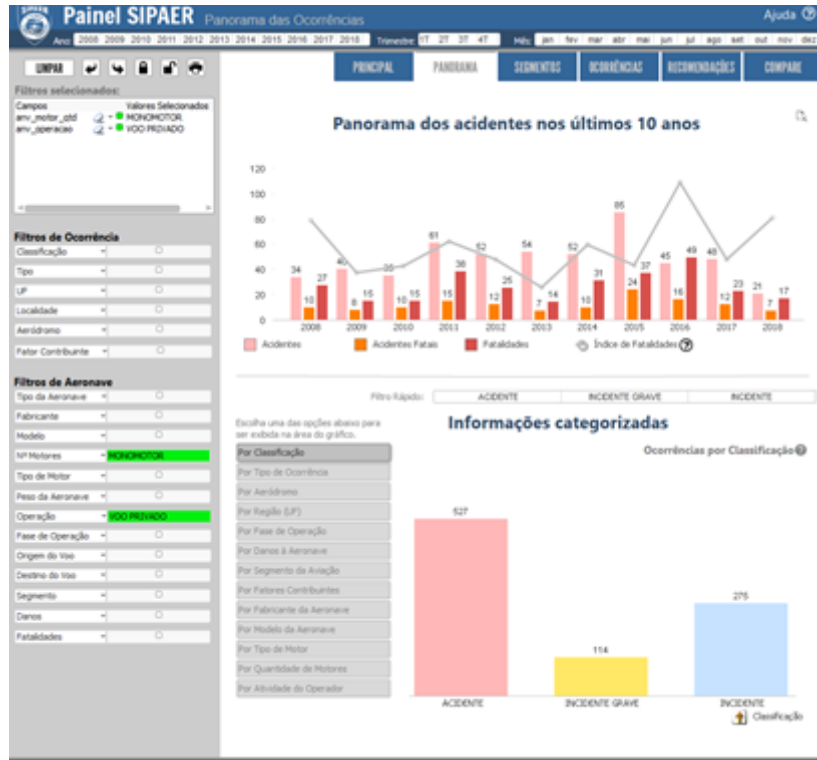 Painel SIPAER Panorama das Ocorrências
Ajuda
Ano: 2008 2009 2010 2011 2012 2013 2014 2015 2016 2017 2018 Trimestre: 1T 2T 3T 4T Mês: jan fev mar abr mai jun jul ago set out nov dez
LIMPAR
PRINCIPAL PANORAMA SEGMENTOS OCORRÊNCIAS RECOMENDAÇÕES COMPARE
Filtros selecionados:
Campos Valores Selecionados
anv_motor_qtd MONOMOTOR
anv_operacao VOO PRIVADO
Filtros de Ocorrência
Classificação
Tipo
UF
Localidade
Aeródromo
Fator Contribuinte
Filtros de Aeronave
Tipo da Aeronave
Fabricante
Modelo
Nº Motores MONOMOTOR
Tipo de Motor
Peso da Aeronave
Operação VOO PRIVADO
Fase de Operação
Origem do Voo
Destino do Voo
Segmento
Danos
Fatalidades
Panorama dos acidentes nos últimos 10 anos
120
100
80
60
40
20
0
34 10 27
40 8 15
35 10 15
61 15 38
52 12 25
54 7 14
52 10 31
85 24 37
45 16 49
48 12 23
21 7 17
2008 2009 2010 2011 2012 2013 2014 2015 2016 2017 2018
Acidentes Acidentes Fatais Fatalidades Índice de Fatalidades
Filtro Rápido: ACIDENTE INCIDENTE GRAVE INCIDENTE
Escolha uma das opções abaixo para
ser exibida na área do gráfico.
Informações categorizadas
Por Classificação
Por Tipo de Ocorrência
Por Aeródromo
Por Região (UF)
Por Fase de Operação
Por Danos à Aeronave
Por Segmento da Aviação
Por Fatores Contribuintes
Por Fabricante da Aeronave
Por Modelo da Aeronave
Por Tipo de Motor
Por Quantidade de Motores
Por Atividade do Operador
Ocorrências por Classificação
527
114
275
ACIDENTE INCIDENTE GRAVE INCIDENTE
Classificação